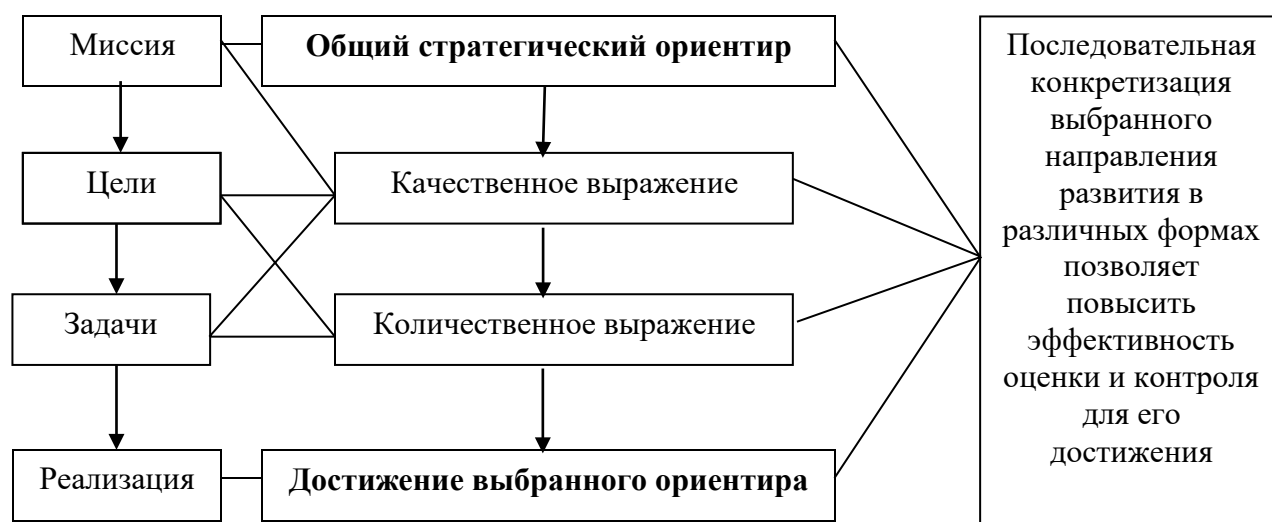 Миссия
Общий стратегический ориентир
Цели
Качественное выражение
Задачи
Количественное выражение
Реализация
Достижение выбранного ориентира
Последовательная
конкретизация
выбранного
направления
развития в
различных формах
позволяет
повысить
эффективность
оценки и контроля
для его
достижения